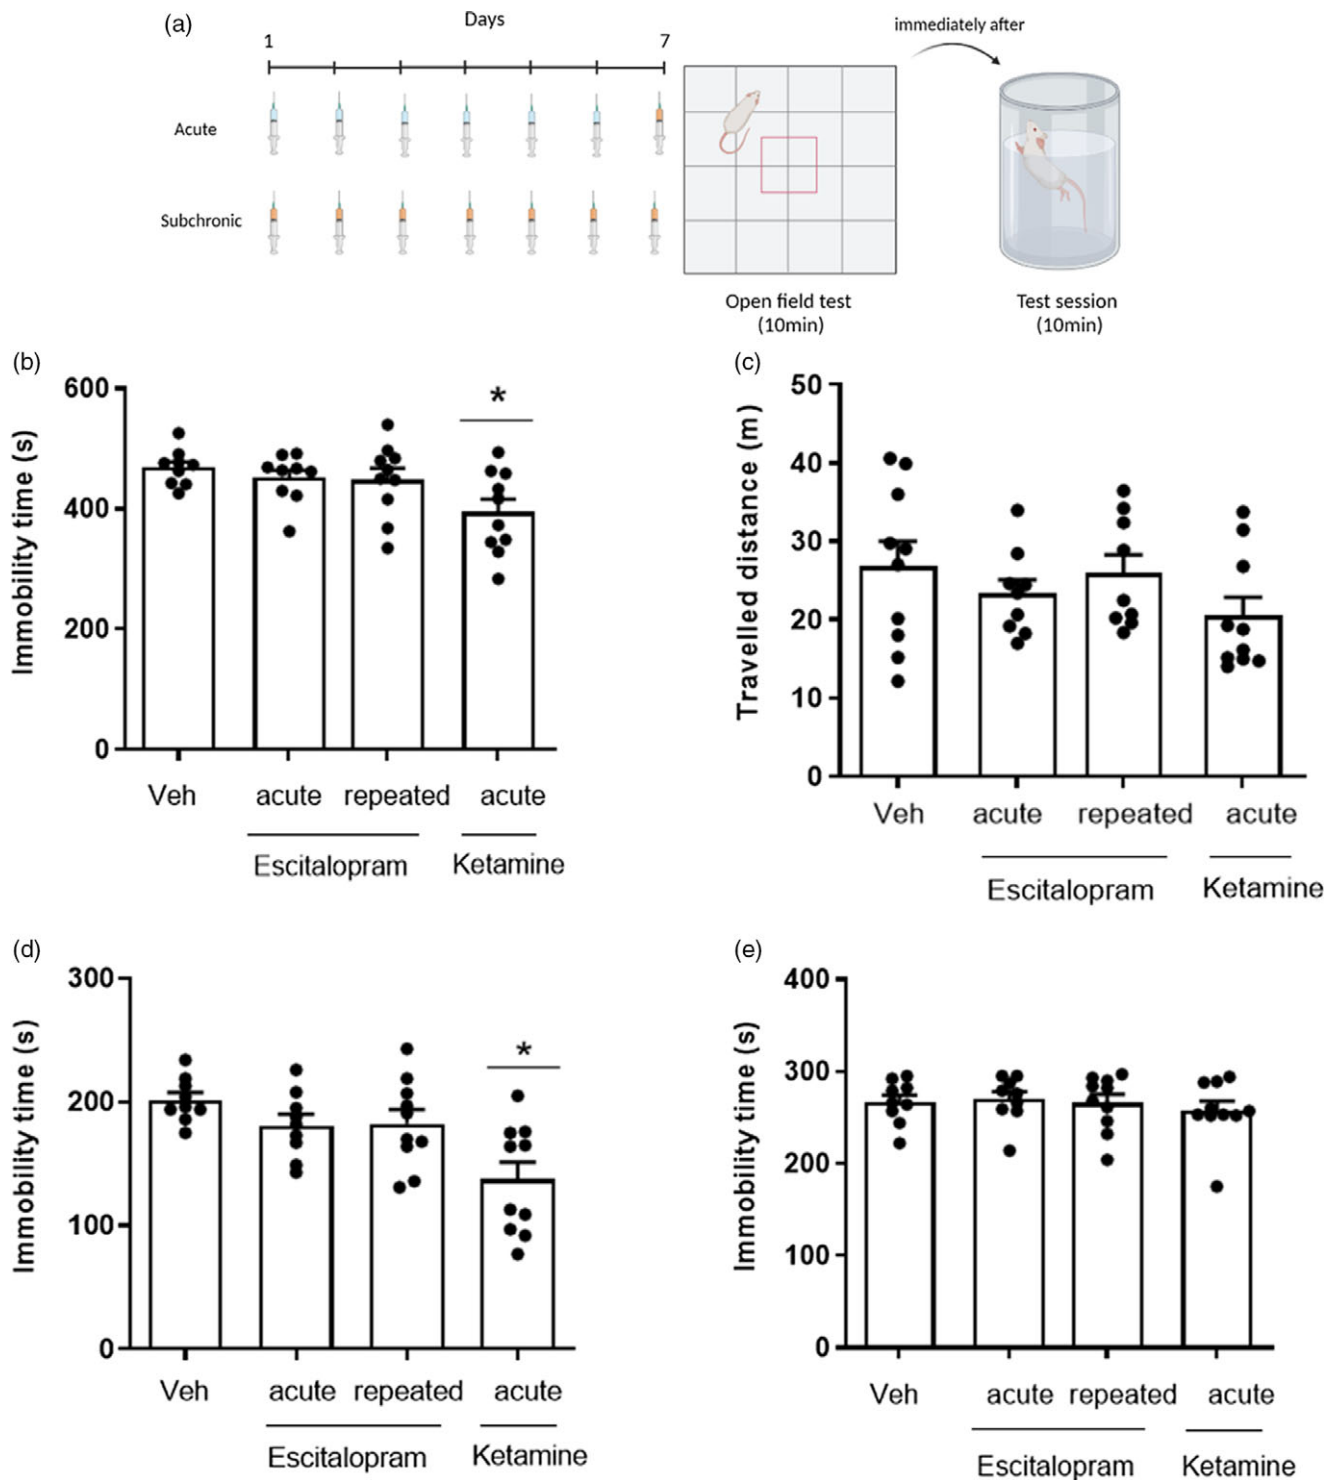 (a)
Days
1
7
immediately after
Acute
Subchronic
Open field test
(10min)
Test session
(10min)
(b)
Immobility time (s)
600
400
200
0
*
Veh
acute
repeated
acute
Escitalopram
Ketamine
(c)
Travelled distance (m)
50
40
30
20
10
0
Veh
acute
repeated
acute
Escitalopram
Ketamine
(d)
Immobility time (s)
300
200
100
0
*
Veh
acute
repeated
acute
Escitalopram
Ketamine
(e)
Immobility time (s)
400
300
200
100
0
Veh
acute
repeated
acute
Escitalopram
Ketamine